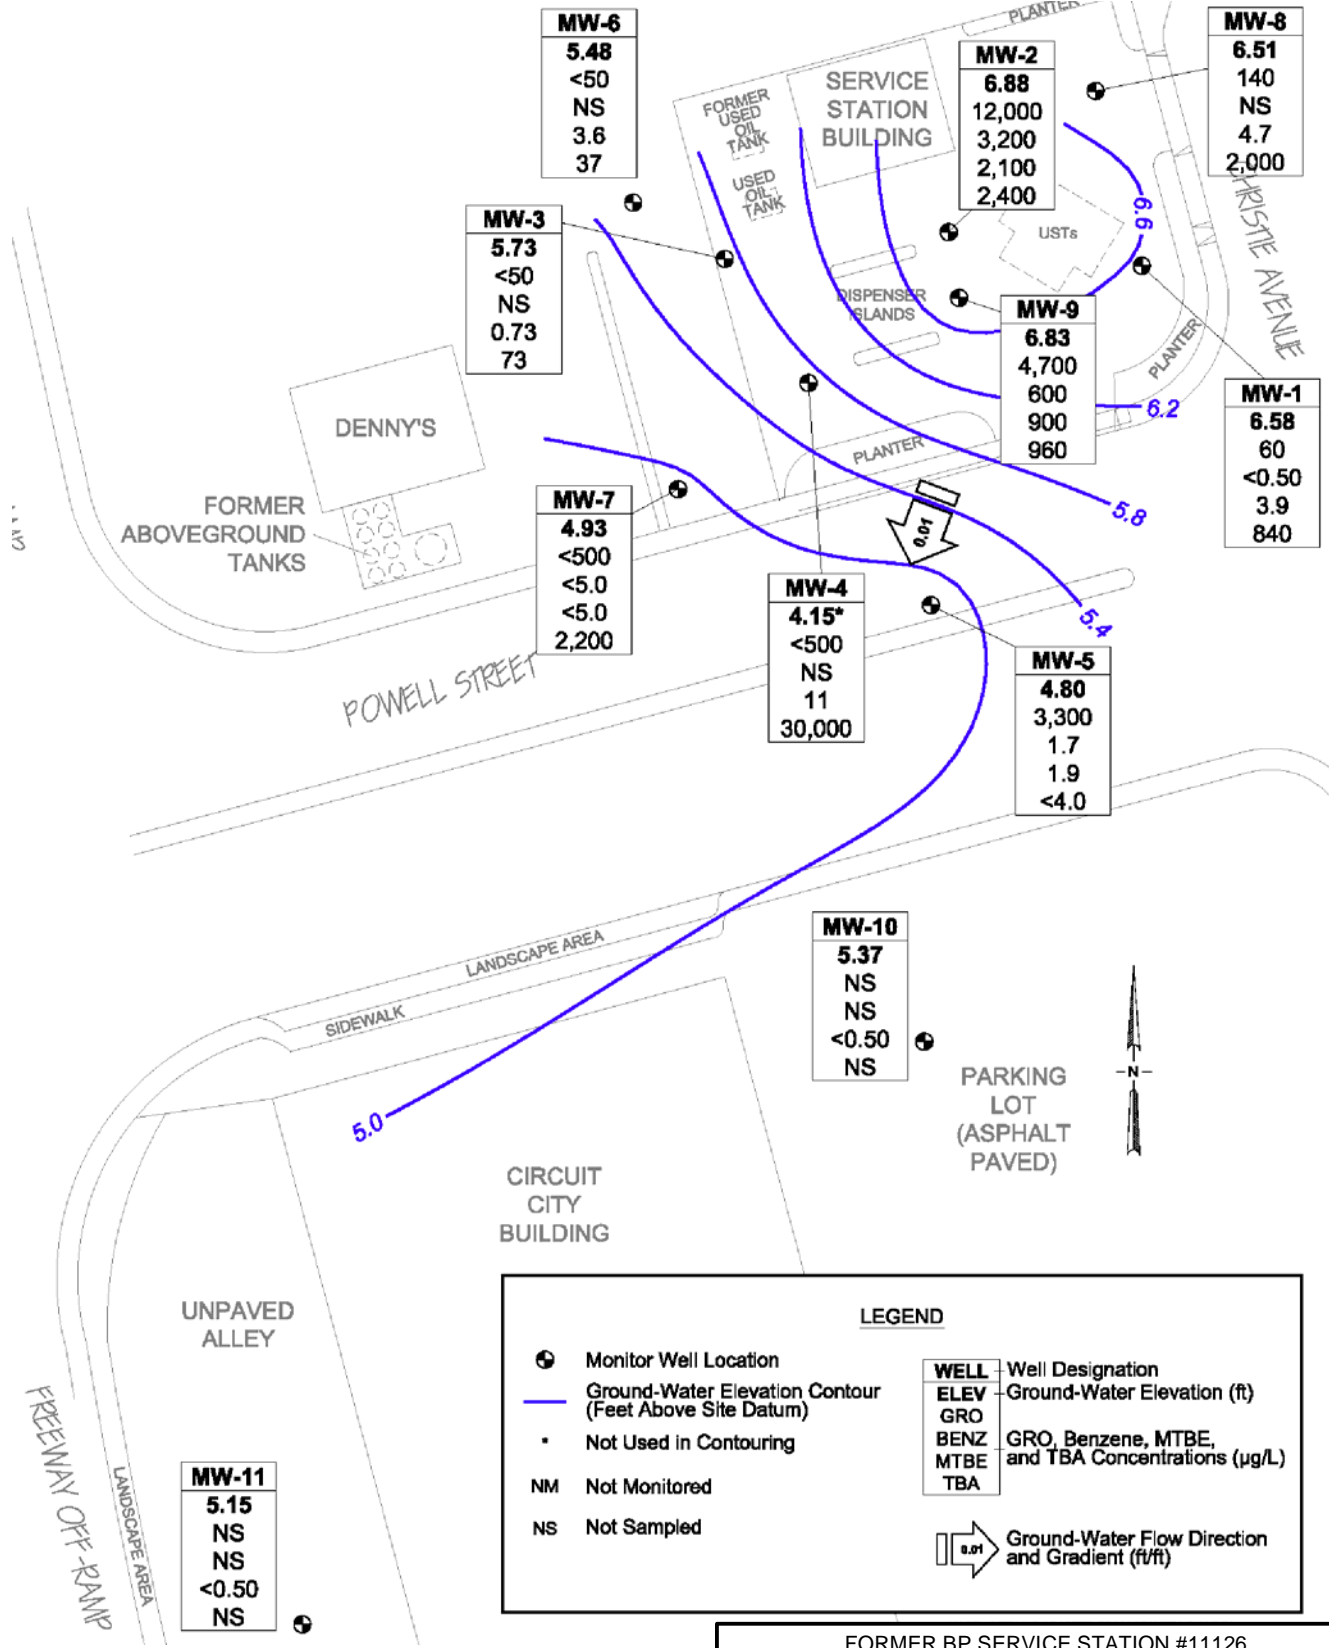 MW-6
5.48
<50
NS
3.6
37
PLANTER
MW-8
6.51
140
NS
4.7
2,000
MW-2
6.88
12,000
3,200
2,100
2,400
SERVICE
STATION
BUILDING
FORMER
USED
OIL
TANK
USED
OIL
TANK
MW-3
5.73
<50
NS
0.73
73
USTs
6.6
CHRISTIE AVENUE
DISPENSER
ISLANDS
MW-9
6.83
4,700
600
900
960
PLANTER
MW-1
6.58
60
<0.50
3.9
840
6.2
DENNY'S
PLANTER
FORMER
ABOVEGROUND
TANKS
MW-7
4.93
<500
<5.0
<5.0
2,200
5.8
0.01
MW-4
4.15*
<500
NS
11
30,000
5.4
MW-5
4.80
3,300
1.7
1.9
<4.0
POWELL STREET
MW-10
5.37
NS
NS
<0.50
NS
LANDSCAPE AREA
SIDEWALK
5.0
PARKING
LOT
(ASPHALT
PAVED)
N
CIRCUIT
CITY
BUILDING
UNPAVED
ALLEY
FREEWAY OFF-RAMP
LANDSCAPE AREA
MW-11
5.15
NS
NS
<0.50
NS
LEGEND
Monitor Well Location
Ground-Water Elevation Contour
(Feet Above Site Datum)
* Not Used in Contouring
NM Not Monitored
NS Not Sampled
WELL Well Designation
ELEV Ground-Water Elevation (ft)
GRO
BENZ GRO, Benzene, MTBE,
MTBE and TBA Concentrations (µg/L)
TBA
0.01 Ground-Water Flow Direction
and Gradient (ft/ft)
FORMER BP SERVICE STATION #11126